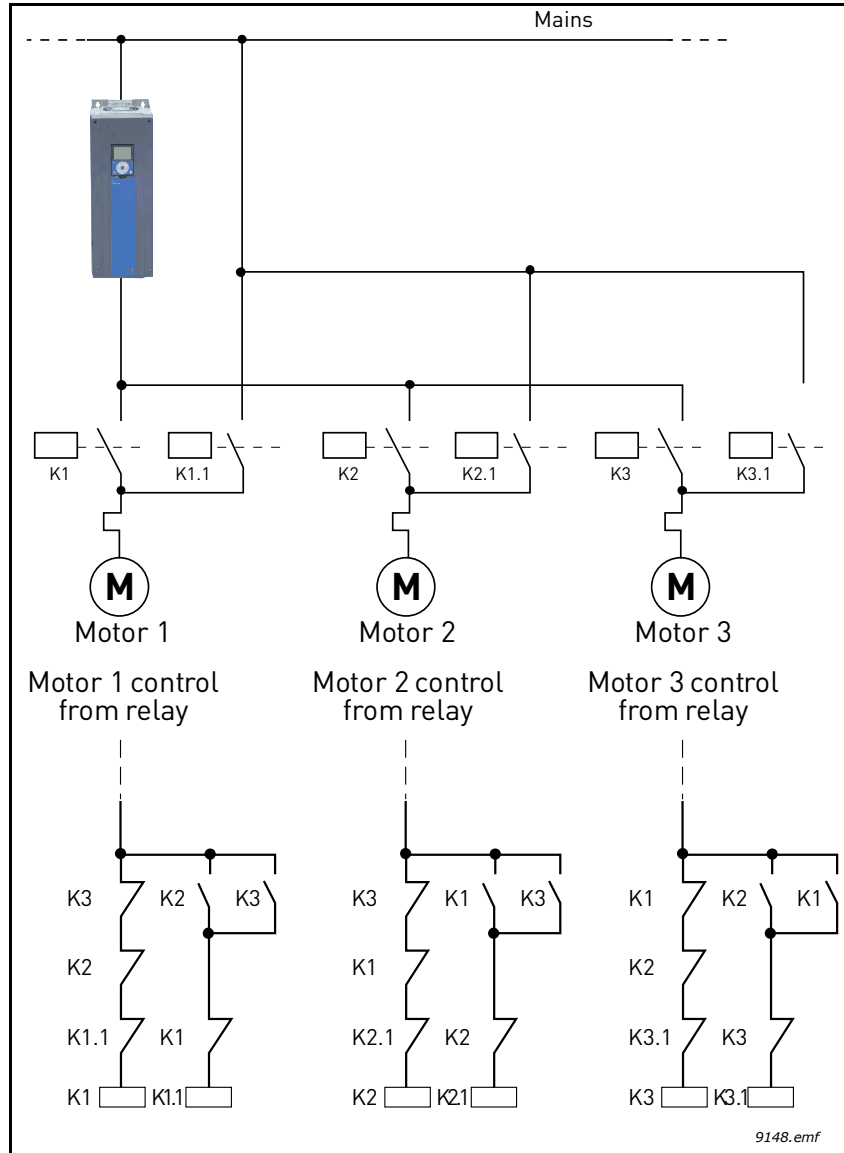 Mains
K1 K1.1 K2 K2.1 K3 K3.1
M M M
Motor 1 Motor 2 Motor 3
Motor 1 control Motor 2 control Motor 3 control
from relay from relay from relay
K3 K2 K3 K3 K1 K3 K1 K2 K1
K2 K1 K2
K1.1 K1 K2.1 K2 K3.1 K3
K1 K1.1 K2 K2.1 K3 K3.1
9148.emf